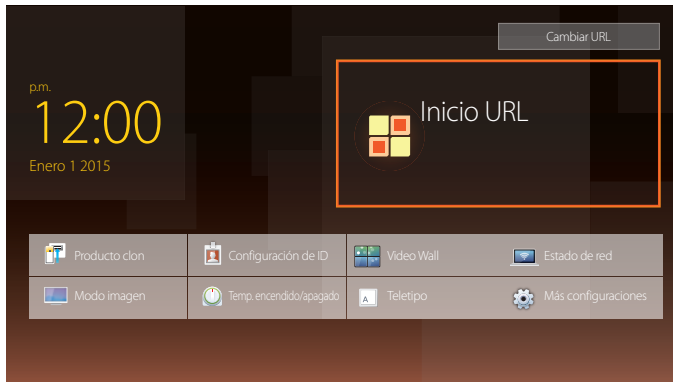 Cambiar URL
p.m.
12:00
Enero 1 2015
Inicio URL
Producto clon
Configuración de ID
Video Wall
Estado de red
Modo imagen
Temp. encendido/apagado
A
Teletipo
Más configuraciones